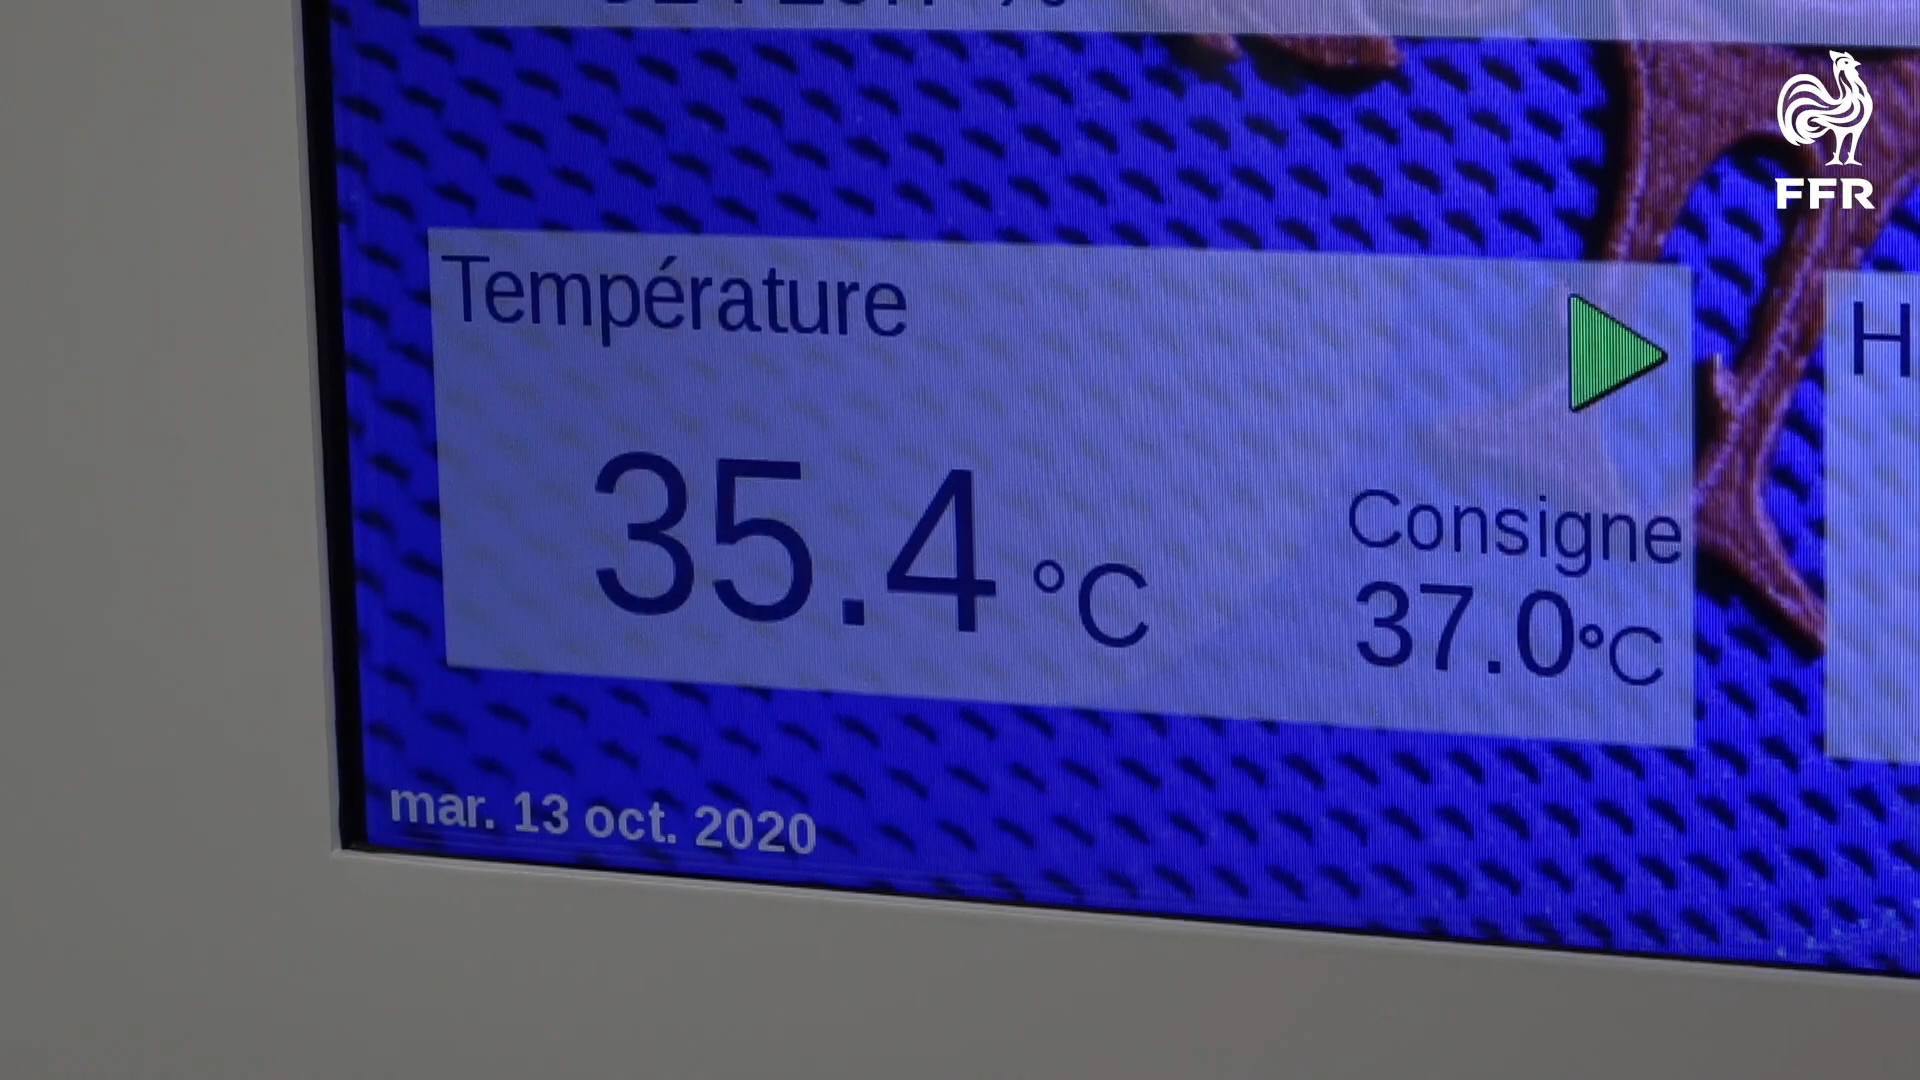 FFR
Température
H
35.4 °C
Consigne
37.0°C
mar. 13 oct. 2020